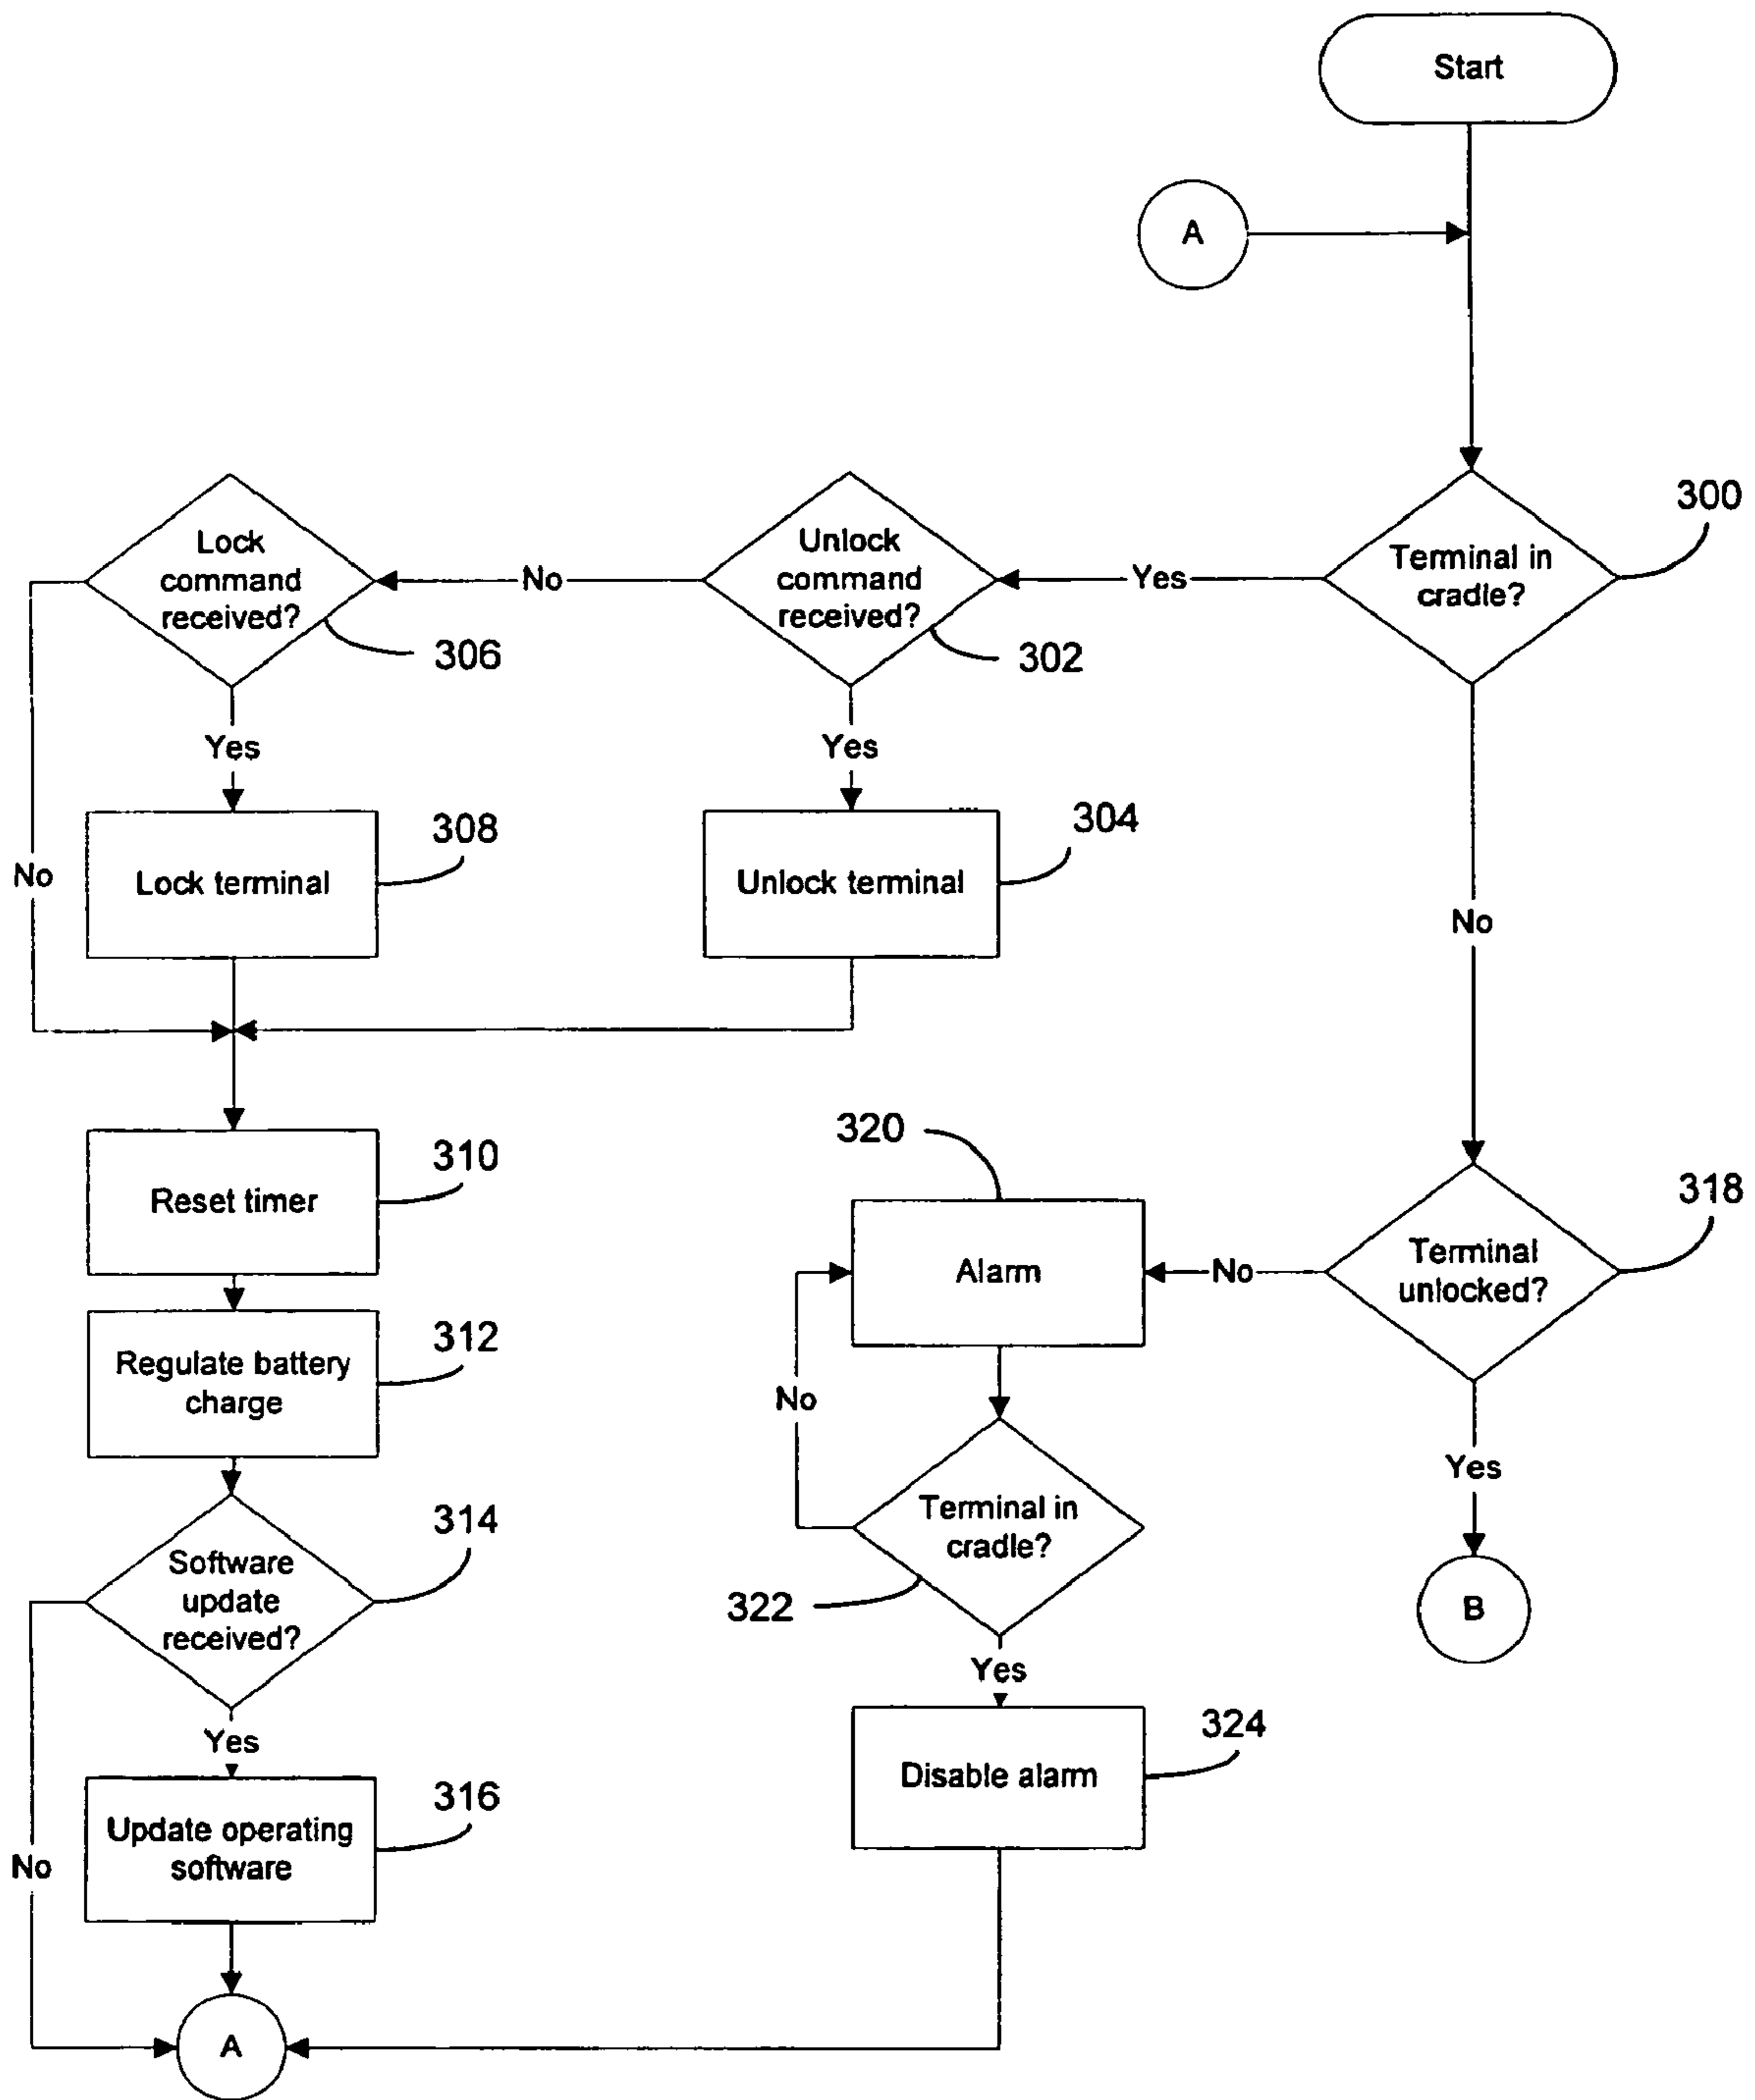 Start
A
300
Terminal in
cradle?
Yes
Unlock
command
received?
302
No
Lock
command
received?
306
Yes
Yes
No
308
Lock terminal
304
Unlock terminal
No
310
Reset timer
312
Regulate battery
charge
314
Software
update
received?
Yes
No
316
Update operating
software
A
318
Terminal
unlocked?
No
Yes
B
320
Alarm
No
Terminal in
cradle?
322
Yes
324
Disable alarm